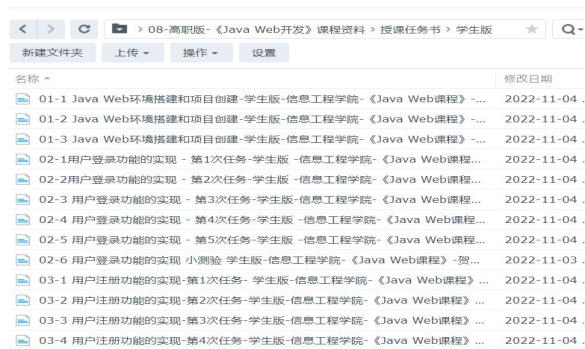 08-高职版-《Java Web开发》课程资料 › 授课任务书 › 学生版
新建文件夹 上传 操作 设置
名称 修改日期
01-1 Java Web环境搭建和项目创建-学生版-信息工程学院-《Java Web课程》-... 2022-11-04 .
01-2 Java Web环境搭建和项目创建-学生版-信息工程学院-《Java Web课程》-... 2022-11-04 .
01-3 Java Web环境搭建和项目创建-学生版-信息工程学院-《Java Web课程》-... 2022-11-04 .
02-1用户登录功能的实现 - 第1次任务-学生版 -信息工程学院-《Java Web课程... 2022-11-04 .
02-2用户登录功能的实现 - 第2次任务-学生版 -信息工程学院-《Java Web课程... 2022-11-04 .
02-3 用户登录功能的实现 - 第3次任务-学生版 -信息工程学院-《Java Web课程... 2022-11-04 .
02-4 用户登录功能的实现 - 第4次任务-学生版 -信息工程学院-《Java Web课程... 2022-11-04 .
02-5 用户登录功能的实现 - 第5次任务-学生版 -信息工程学院-《Java Web课程... 2022-11-04 .
02-6 用户登录功能的实现 小测验 学生版-信息工程学院-《Java Web课程》-贺... 2022-11-03 .
03-1 用户注册功能的实现-第1次任务- 学生版-信息工程学院-《Java Web课程》... 2022-11-04 .
03-2 用户注册功能的实现-第2次任务-学生版-信息工程学院-《Java Web课程》 ... 2022-11-04 .
03-3 用户注册功能的实现-第3次任务-学生版-信息工程学院-《Java Web课程》 ... 2022-11-04 .
03-4 用户注册功能的实现-第4次任务-学生版-信息工程学院-《Java Web课程》 ... 2022-11-04 .